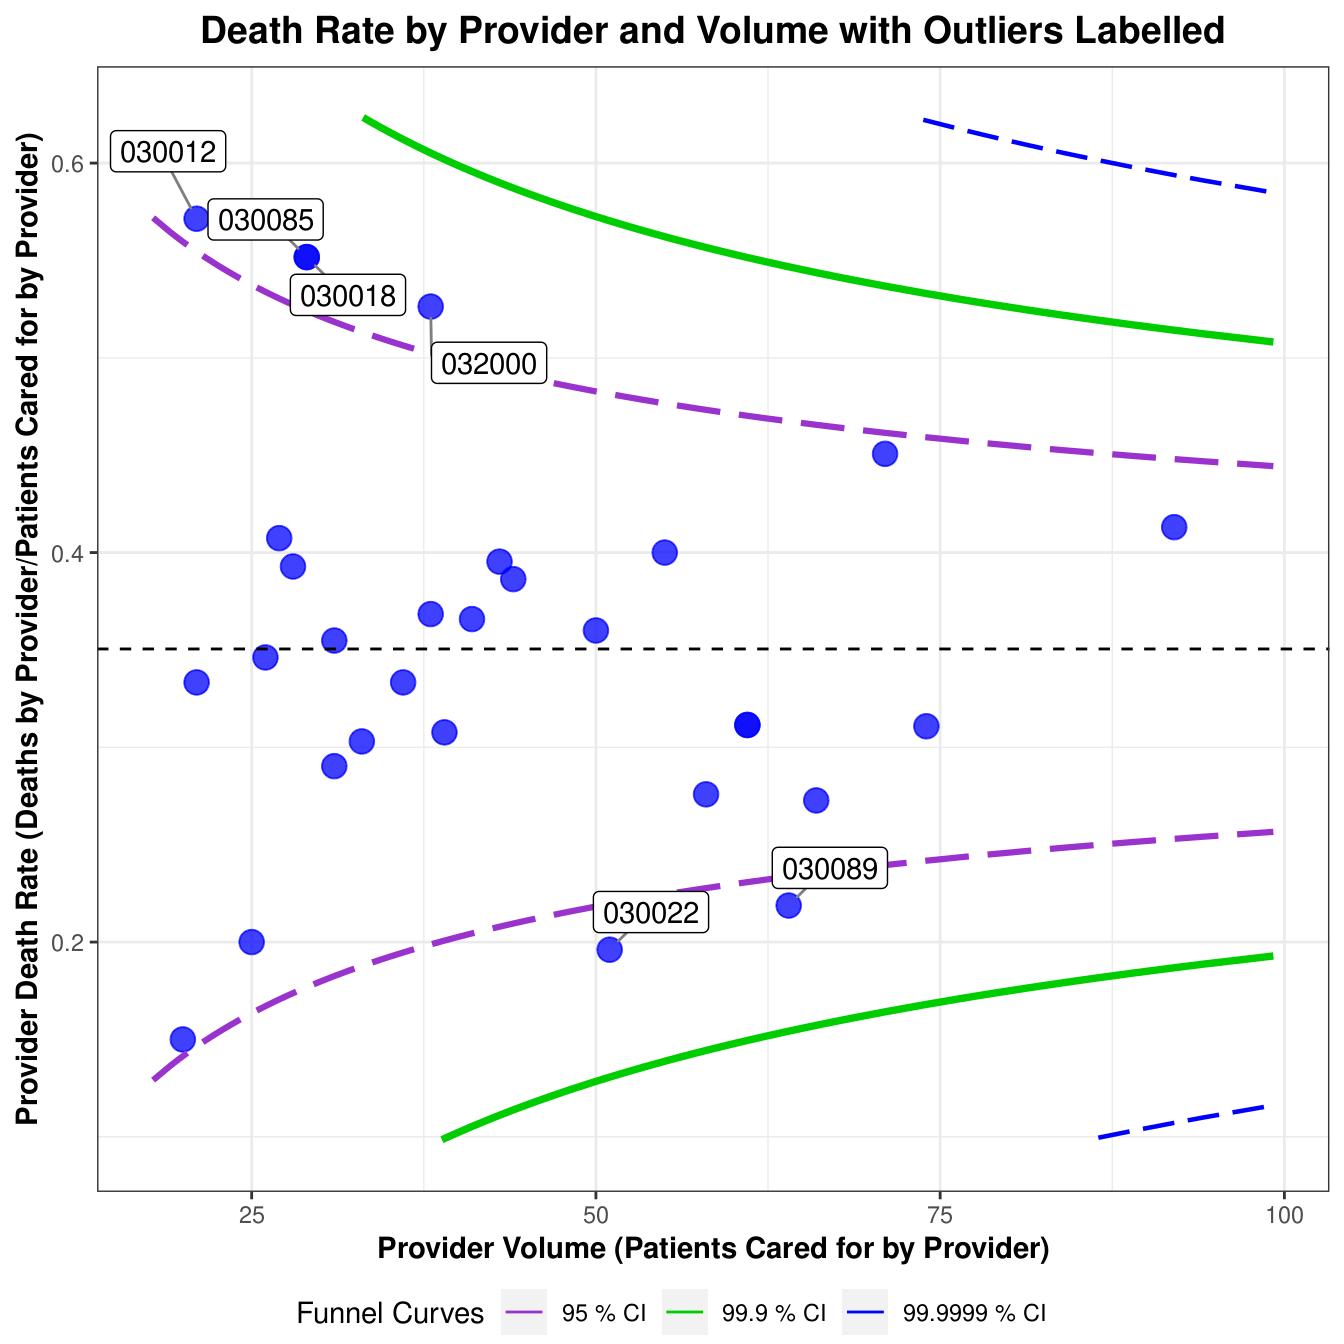 Death Rate by Provider and Volume with Outliers Labelled
Provider Death Rate (Deaths by Provider/Patients Cared for by Provider)
0.6
0.4
0.2
030012
030085
030018
032000
030089
030022
25 50 75 100
Provider Volume (Patients Cared for by Provider)
Funnel Curves 95 % CI 99.9 % CI 99.9999 % CI